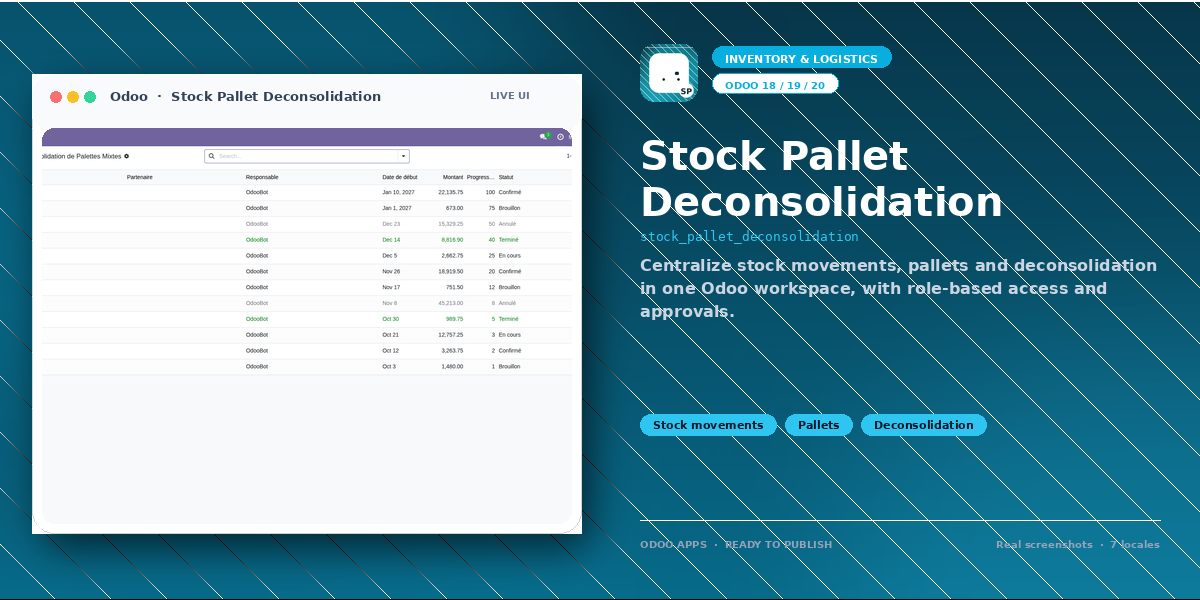 Odoo · Stock Pallet Deconsolidation
LIVE UI
olidation de Palettes Mixtes
Search...
Partenaire Responsable Date de début Montant Progress... Statut
OdooBot Jan 10, 2027 22,135.75 100 Confirmé
OdooBot Jan 1, 2027 673.00 75 Brouillon
OdooBot Dec 23 15,329.25 50 Annulé
OdooBot Dec 14 8,816.90 40 Terminé
OdooBot Dec 5 2,662.75 25 En cours
OdooBot Nov 26 18,919.50 20 Confirmé
OdooBot Nov 17 751.50 12 Brouillon
OdooBot Nov 8 45,213.00 8 Annulé
OdooBot Oct 30 989.75 5 Terminé
OdooBot Oct 21 12,757.25 3 En cours
OdooBot Oct 12 3,263.75 2 Confirmé
OdooBot Oct 3 1,480.00 1 Brouillon
SP
INVENTORY & LOGISTICS
ODOO 18 / 19 / 20
Stock Pallet
Deconsolidation
stock_pallet_deconsolidation
Centralize stock movements, pallets and deconsolidation
in one Odoo workspace, with role-based access and
approvals.
Stock movements
Pallets
Deconsolidation
ODOO APPS · READY TO PUBLISH
Real screenshots · 7 locales